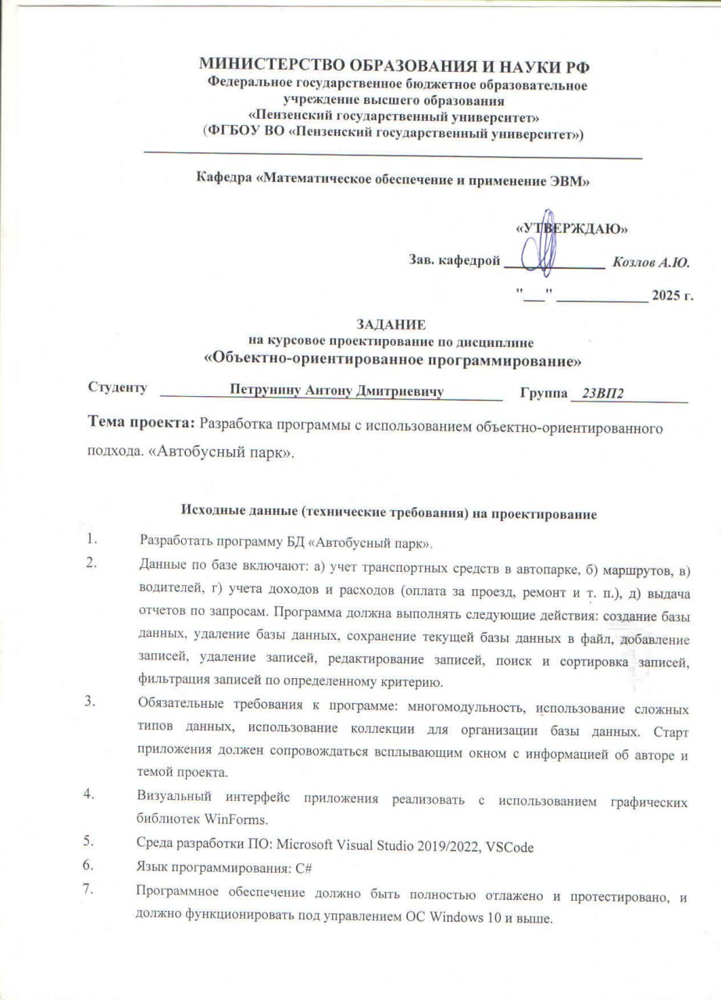 МИНИСТЕРСТВО ОБРАЗОВАНИЯ И НАУКИ РФ
Федеральное государственное бюджетное образовательное
учреждение высшего образования
«Пензенский государственный университет»
(ФГБОУ ВО «Пензенский государственный университет»)
Кафедра «Математическое обеспечение и применение ЭВМ»
«УТВЕРЖДАЮ»
Зав. кафедрой ______________ Козлов А.Ю.
"___" _____________ 2025 г.
ЗАДАНИЕ
на курсовое проектирование по дисциплине
«Объектно-ориентированное программирование»
Студенту Петрунину Антону Дмитриевичу Группа 23ВП2
Тема проекта: Разработка программы с использованием объектно-ориентированного
подхода. «Автобусный парк».
Исходные данные (технические требования) на проектирование
1. Разработать программу БД «Автобусный парк».
2. Данные по базе включают: а) учет транспортных средств в автопарке, б) маршрутов, в)
водителей, г) учета доходов и расходов (оплата за проезд, ремонт и т. п.), д) выдача
отчетов по запросам. Программа должна выполнять следующие действия: создание базы
данных, удаление базы данных, сохранение текущей базы данных в файл, добавление
записей, удаление записей, редактирование записей, поиск и сортировка записей,
фильтрация записей по определенному критерию.
3. Обязательные требования к программе: многомодульность, использование сложных
типов данных, использование коллекции для организации базы данных. Старт
приложения должен сопровождаться всплывающим окном с информацией об авторе и
темой проекта.
4. Визуальный интерфейс приложения реализовать с использованием графических
библиотек WinForms.
5. Среда разработки ПО: Microsoft Visual Studio 2019/2022, VSCode
6. Язык программирования: C#
7. Программное обеспечение должно быть полностью отлажено и протестировано, и
должно функционировать под управлением ОС Windows 10 и выше.